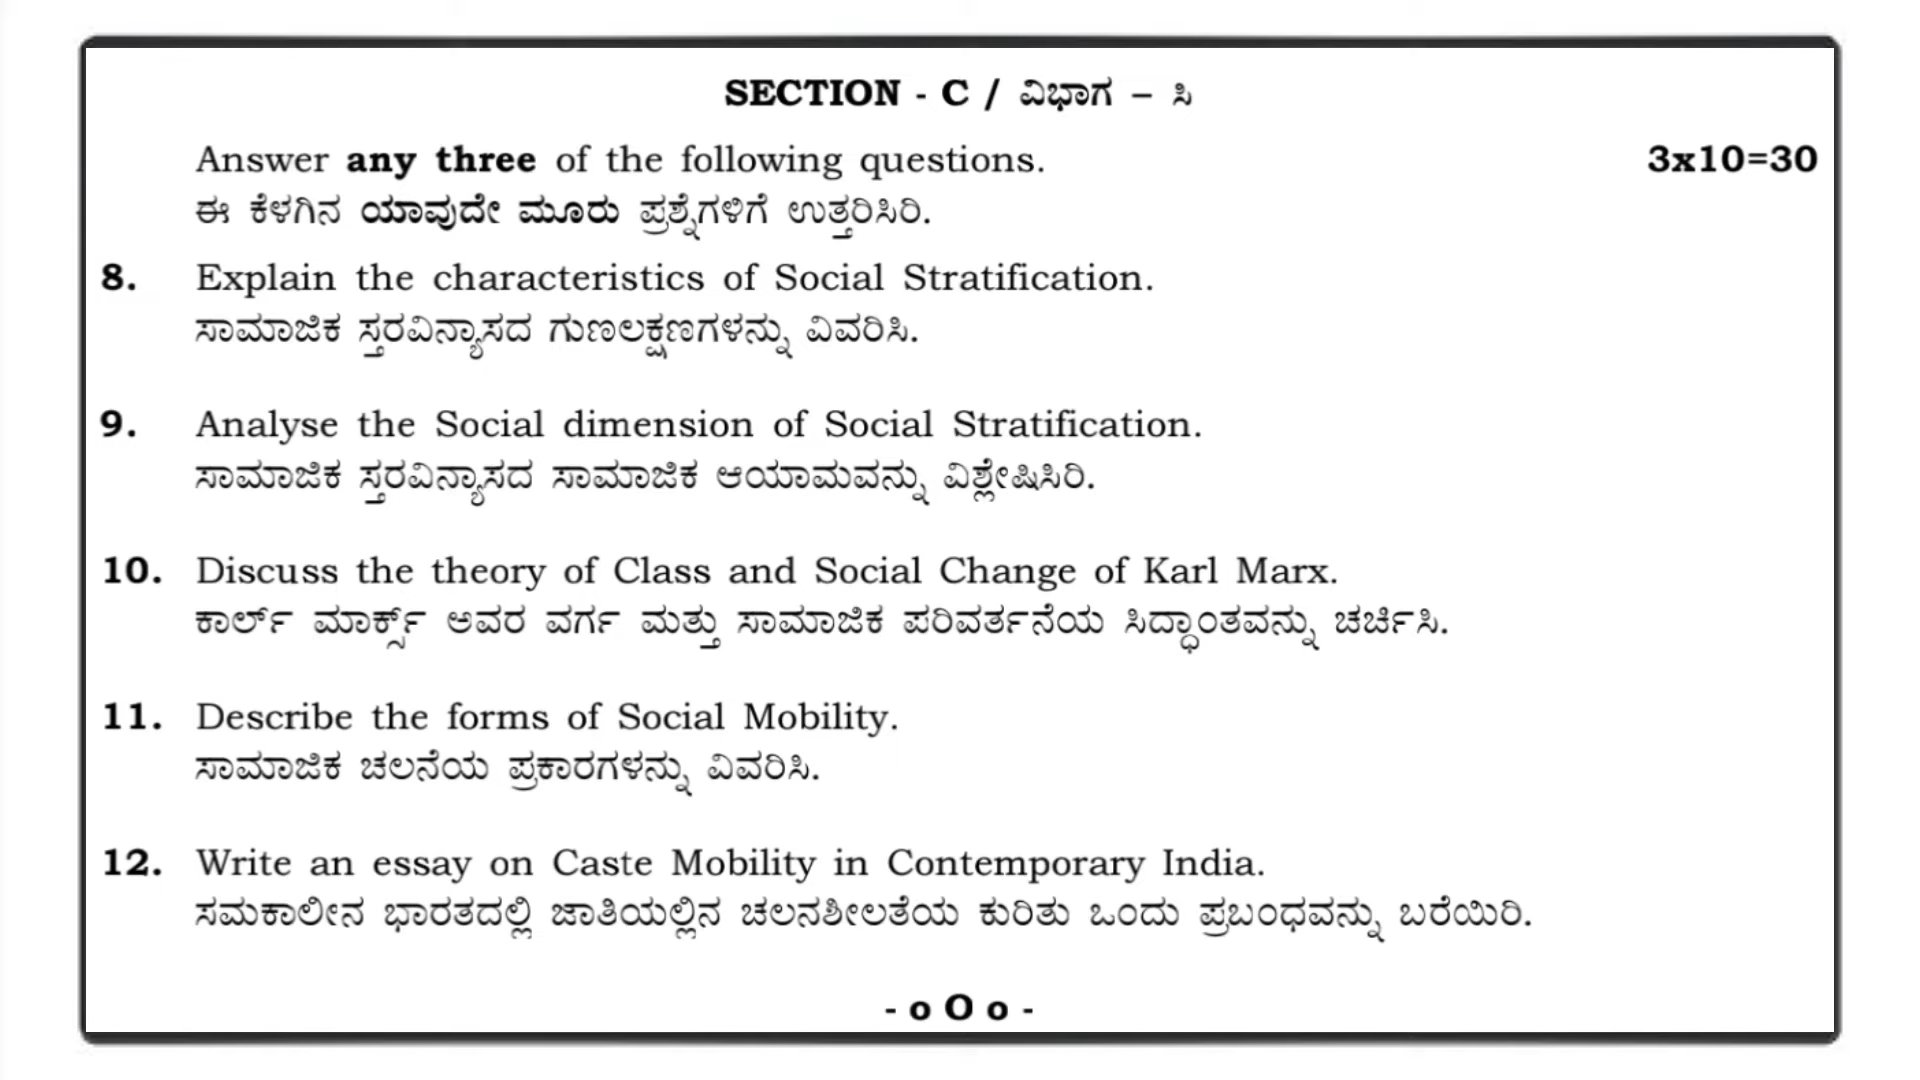 SECTION - C / ವಿಭಾಗ – ಸಿ
Answer any three of the following questions. 3x10=30
ಈ ಕೆಳಗಿನ ಯಾವುದೇ ಮೂರು ಪ್ರಶ್ನೆಗಳಿಗೆ ಉತ್ತರಿಸಿರಿ.
8. Explain the characteristics of Social Stratification.
ಸಾಮಾಜಿಕ ಸ್ತರವಿನ್ಯಾಸದ ಗುಣಲಕ್ಷಣಗಳನ್ನು ವಿವರಿಸಿ.
9. Analyse the Social dimension of Social Stratification.
ಸಾಮಾಜಿಕ ಸ್ತರವಿನ್ಯಾಸದ ಸಾಮಾಜಿಕ ಆಯಾಮವನ್ನು ವಿಶ್ಲೇಷಿಸಿರಿ.
10. Discuss the theory of Class and Social Change of Karl Marx.
ಕಾರ್ಲ್ ಮಾರ್ಕ್ಸ್ ಅವರ ವರ್ಗ ಮತ್ತು ಸಾಮಾಜಿಕ ಪರಿವರ್ತನೆಯ ಸಿದ್ಧಾಂತವನ್ನು ಚರ್ಚಿಸಿ.
11. Describe the forms of Social Mobility.
ಸಾಮಾಜಿಕ ಚಲನೆಯ ಪ್ರಕಾರಗಳನ್ನು ವಿವರಿಸಿ.
12. Write an essay on Caste Mobility in Contemporary India.
ಸಮಕಾಲೀನ ಭಾರತದಲ್ಲಿ ಜಾತಿಯಲ್ಲಿನ ಚಲನಶೀಲತೆಯ ಕುರಿತು ಒಂದು ಪ್ರಬಂಧವನ್ನು ಬರೆಯಿರಿ.
- o O o -